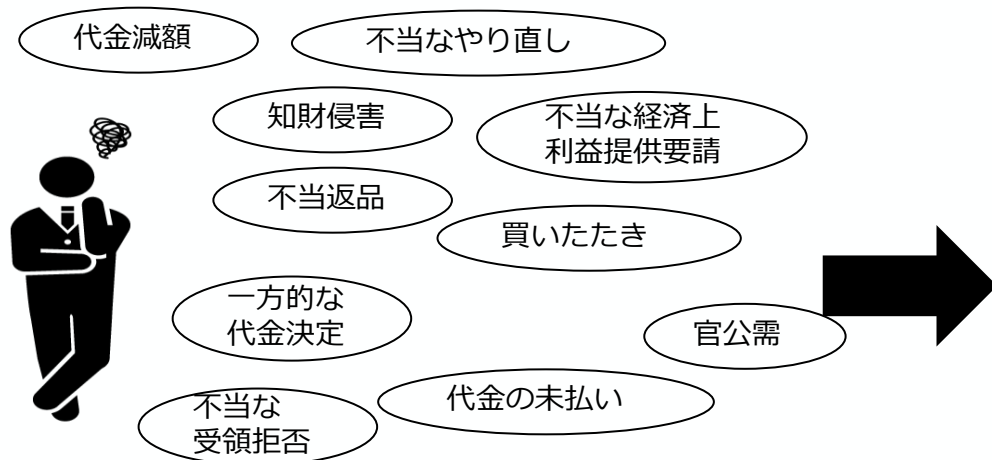 代金減額
不当なやり直し
知財侵害
不当な経済上
利益提供要請
不当返品
買いたたき
一方的な
代金決定
官公需
代金の未払い
不当な
受領拒否